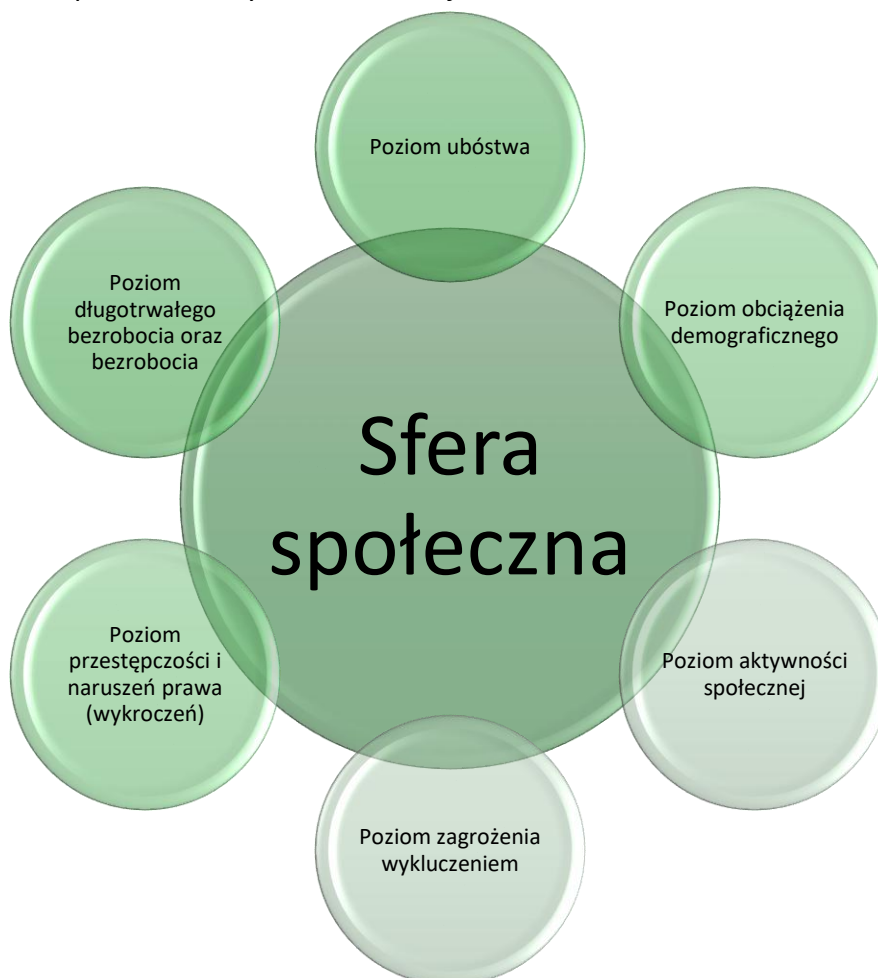 Poziom ubóstwa
Poziom
długotrwałego
bezrobocia oraz
bezrobocia
Poziom obciążenia
demograficznego
Sfera
społeczna
Poziom
przestępczości i
naruszeń prawa
(wykroczeń)
Poziom aktywności
społecznej
Poziom zagrożenia
wykluczeniem